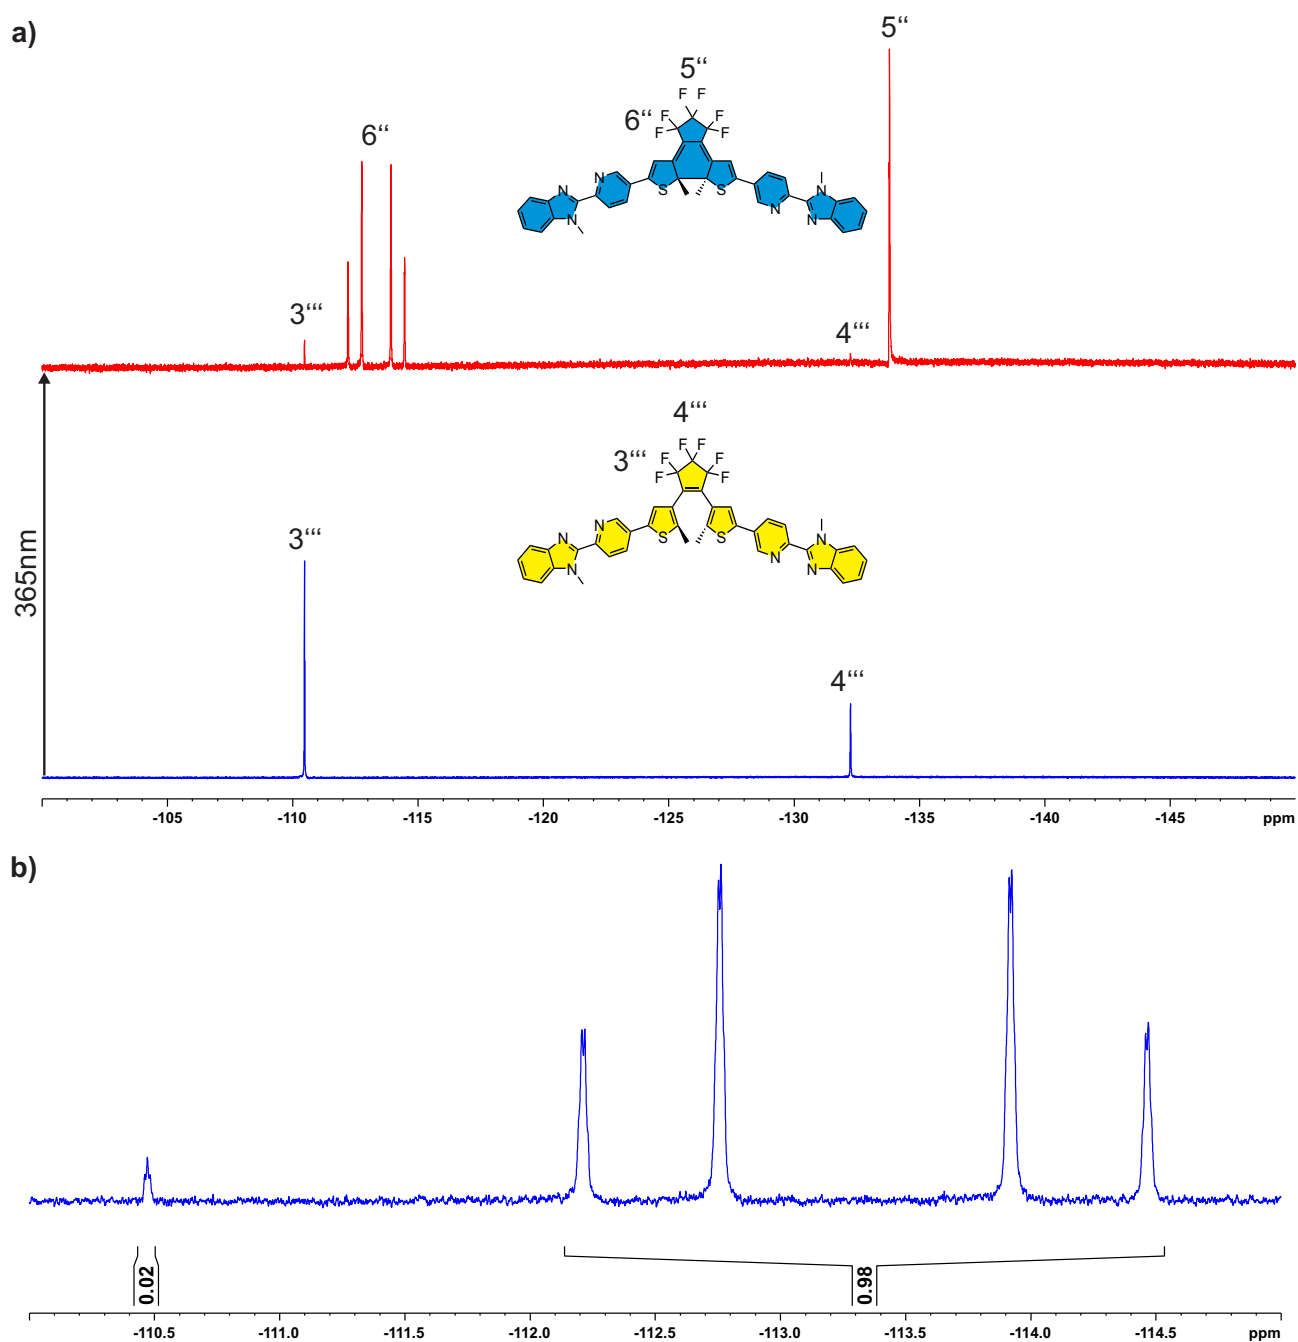 a)
5“
5“
F F
6“
F F
6“
F F
3‘“
N
N
N
S
S
N
N
N
4‘“
4‘“
3‘“
F F
F F
F F
3‘“
N
N
N
S
S
N
N
N
4‘“
365nm
-105 -110 -115 -120 -125 -130 -135 -140 -145 ppm
b)
0.02
0.98
-110.5 -111.0 -111.5 -112.0 -112.5 -113.0 -113.5 -114.0 -114.5 ppm